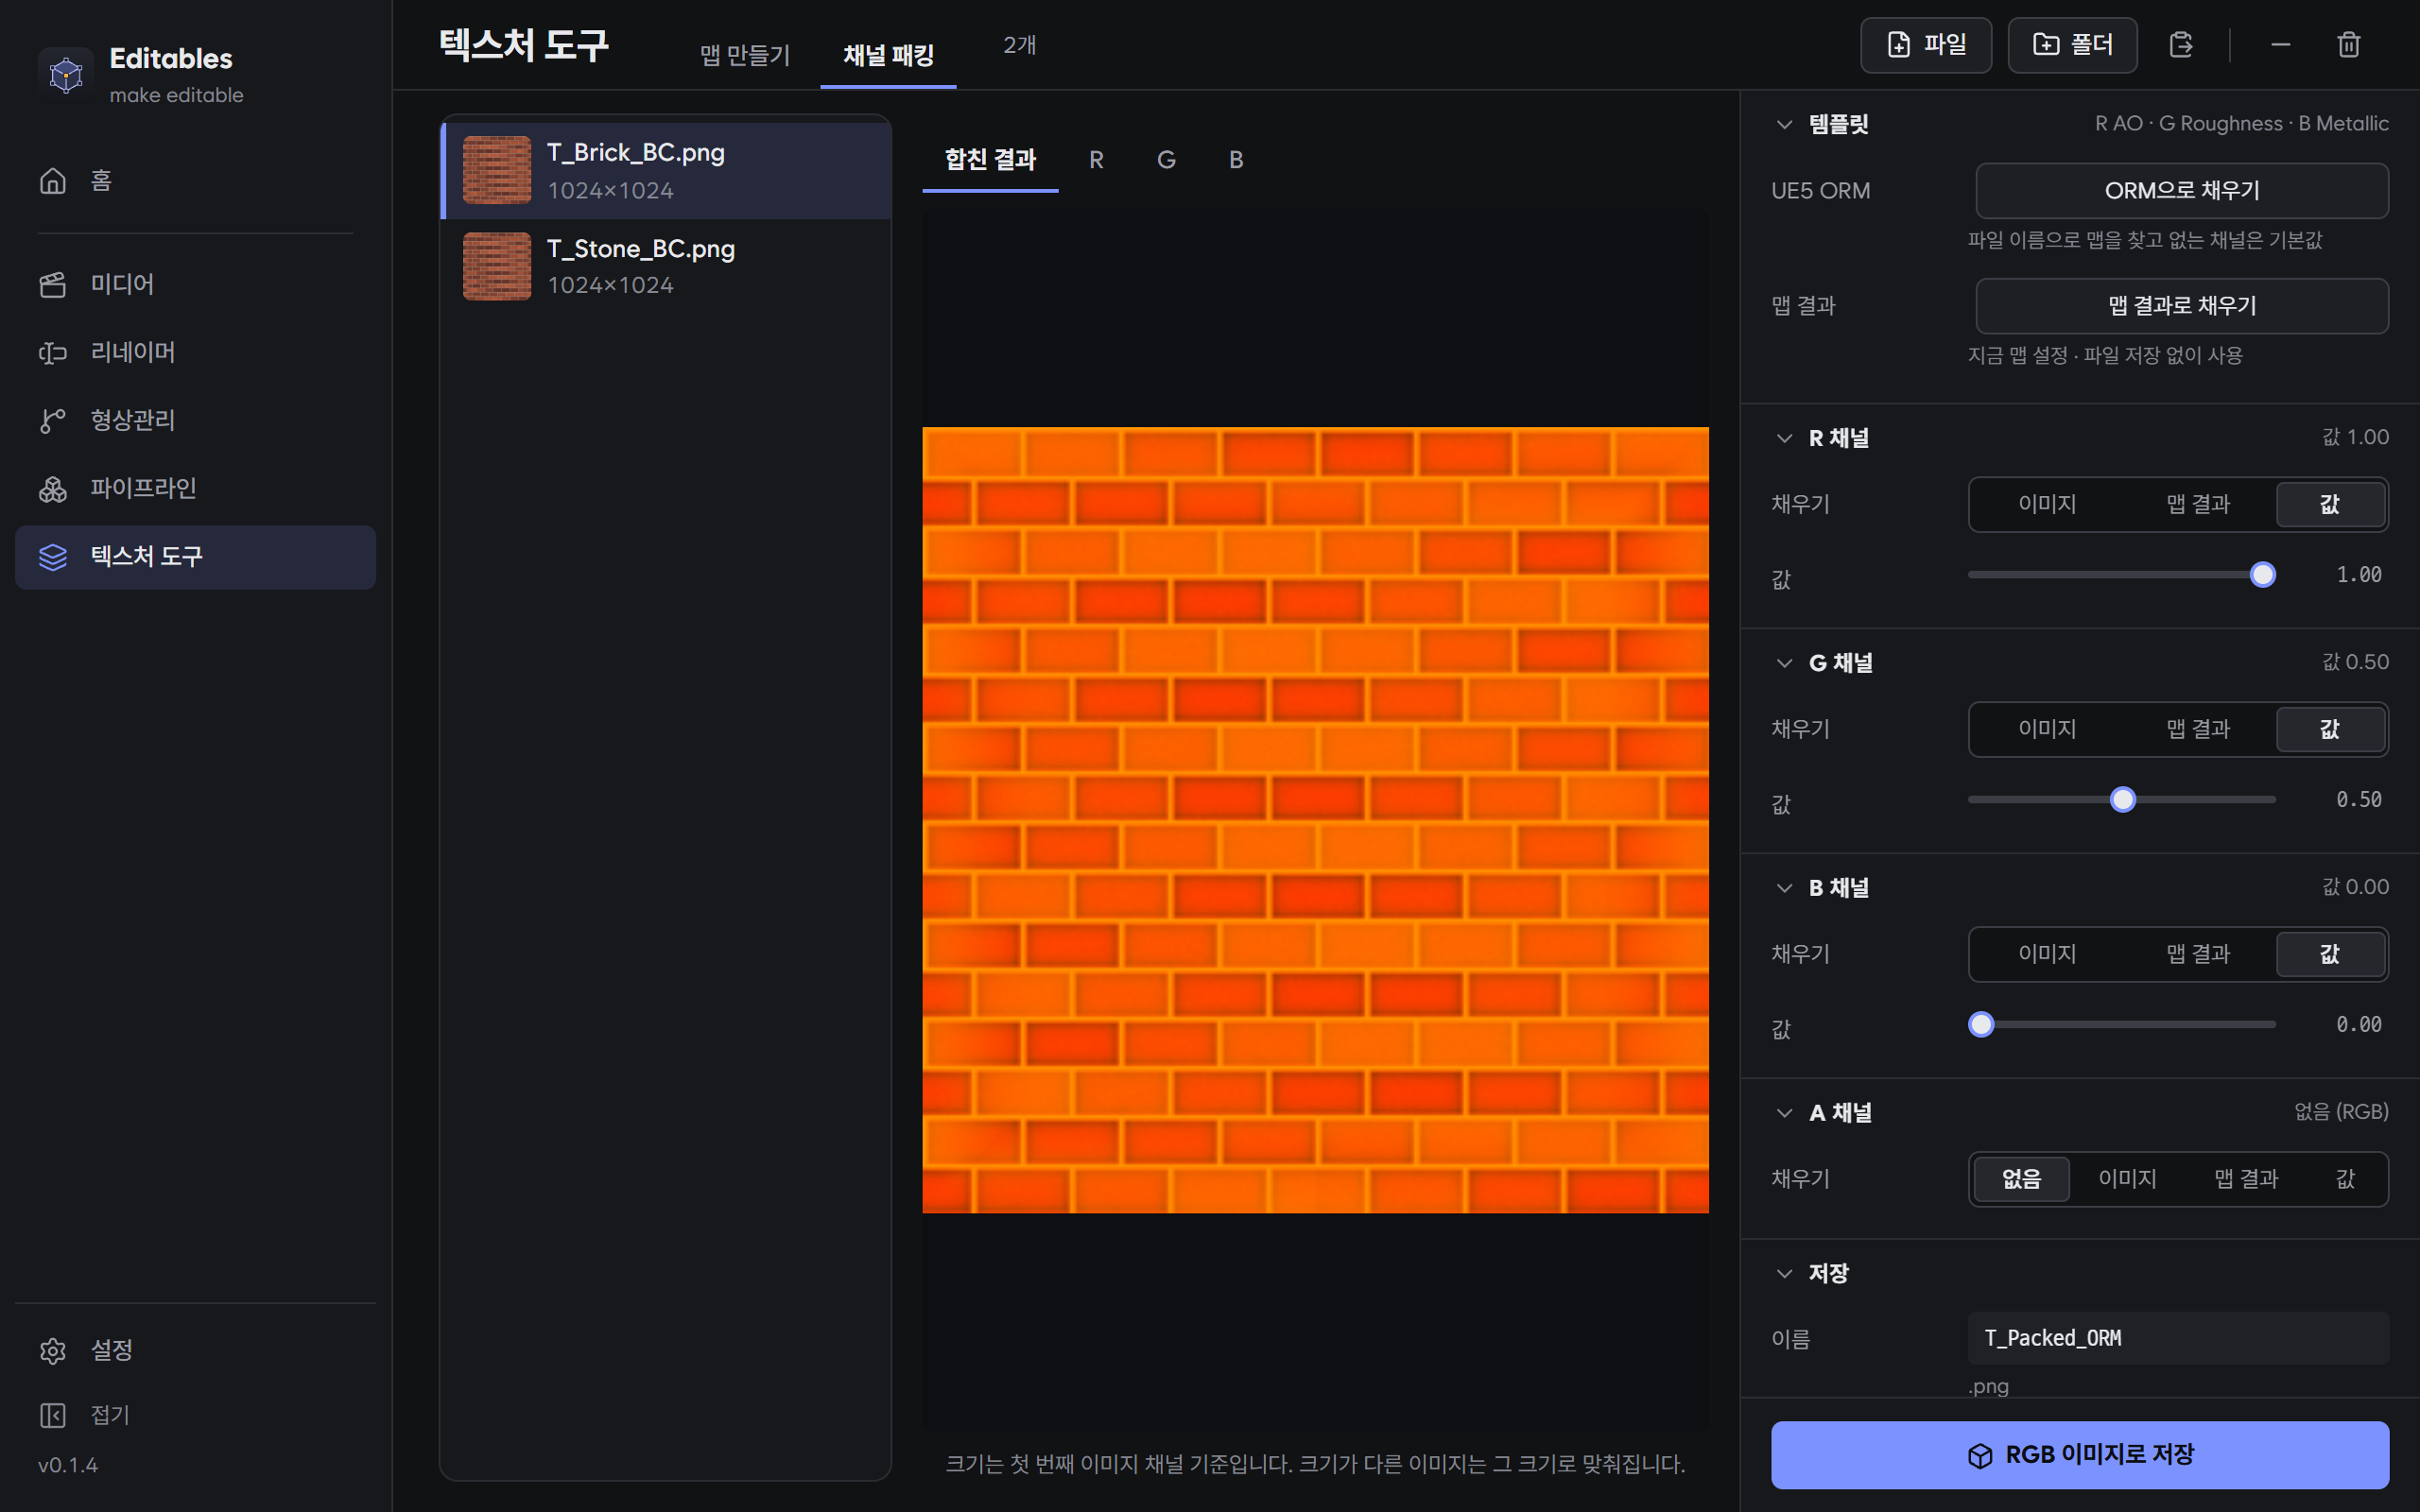 Editables
make editable
홈
미디어
리네이머
형상관리
파이프라인
텍스처 도구
설정
접기
v0.1.4
텍스처 도구
맵 만들기
채널 패킹
2개
파일
폴더
T_Brick_BC.png
1024×1024
T_Stone_BC.png
1024×1024
합친 결과
R
G
B
크기는 첫 번째 이미지 채널 기준입니다. 크기가 다른 이미지는 그 크기로 맞춰집니다.
템플릿
R AO · G Roughness · B Metallic
UE5 ORM
ORM으로 채우기
파일 이름으로 맵을 찾고 없는 채널은 기본값
맵 결과
맵 결과로 채우기
지금 맵 설정 · 파일 저장 없이 사용
R 채널
값 1.00
채우기
이미지
맵 결과
값
값
1.00
G 채널
값 0.50
채우기
이미지
맵 결과
값
값
0.50
B 채널
값 0.00
채우기
이미지
맵 결과
값
값
0.00
A 채널
없음 (RGB)
채우기
없음
이미지
맵 결과
값
저장
이름
T_Packed_ORM
.png
RGB 이미지로 저장